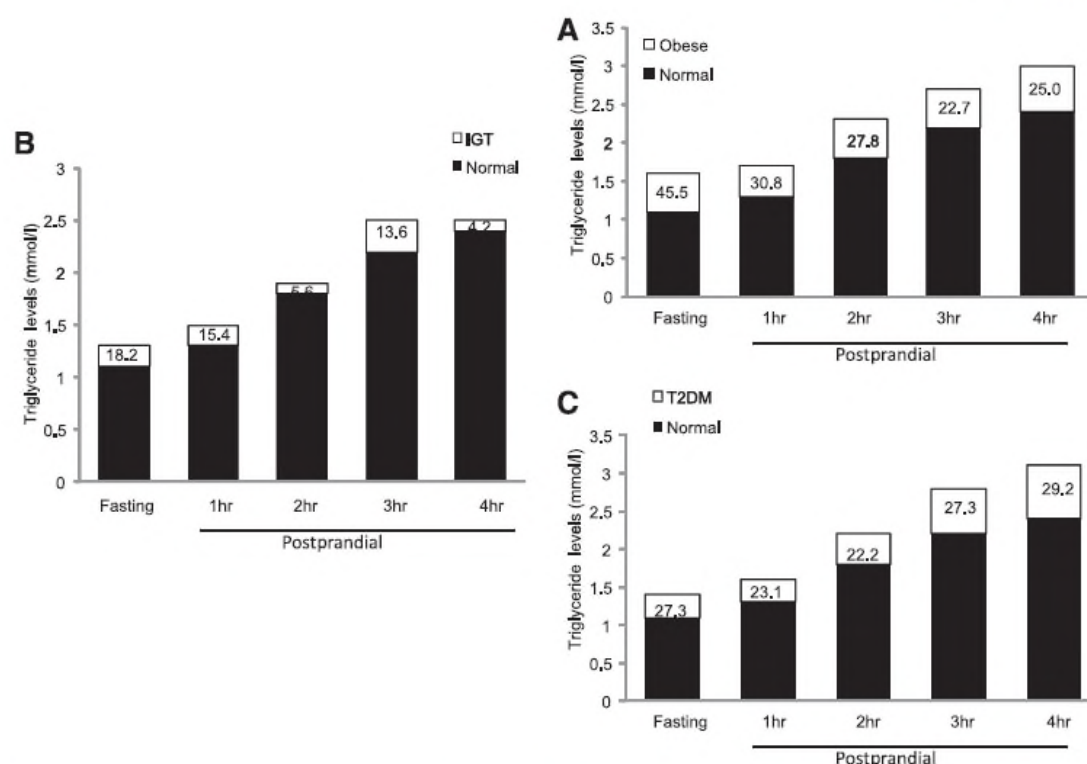 A
Obese
Normal
Triglyceride levels (mmol/l)
3.5
3
2.5
2
1.5
1
0.5
0
45.5
30.8
27.8
22.7
25.0
Fasting 1hr 2hr 3hr 4hr
Postprandial
B
IGT
Normal
Triglyceride levels (mmol/l)
3
2.5
2
1.5
1
0.5
0
18.2
15.4
5.6
13.6
4.2
Fasting 1hr 2hr 3hr 4hr
Postprandial
C
T2DM
Normal
Triglyceride levels (mmol/l)
3.5
3
2.5
2
1.5
1
0.5
0
27.3
23.1
22.2
27.3
29.2
Fasting 1hr 2hr 3hr 4hr
Postprandial